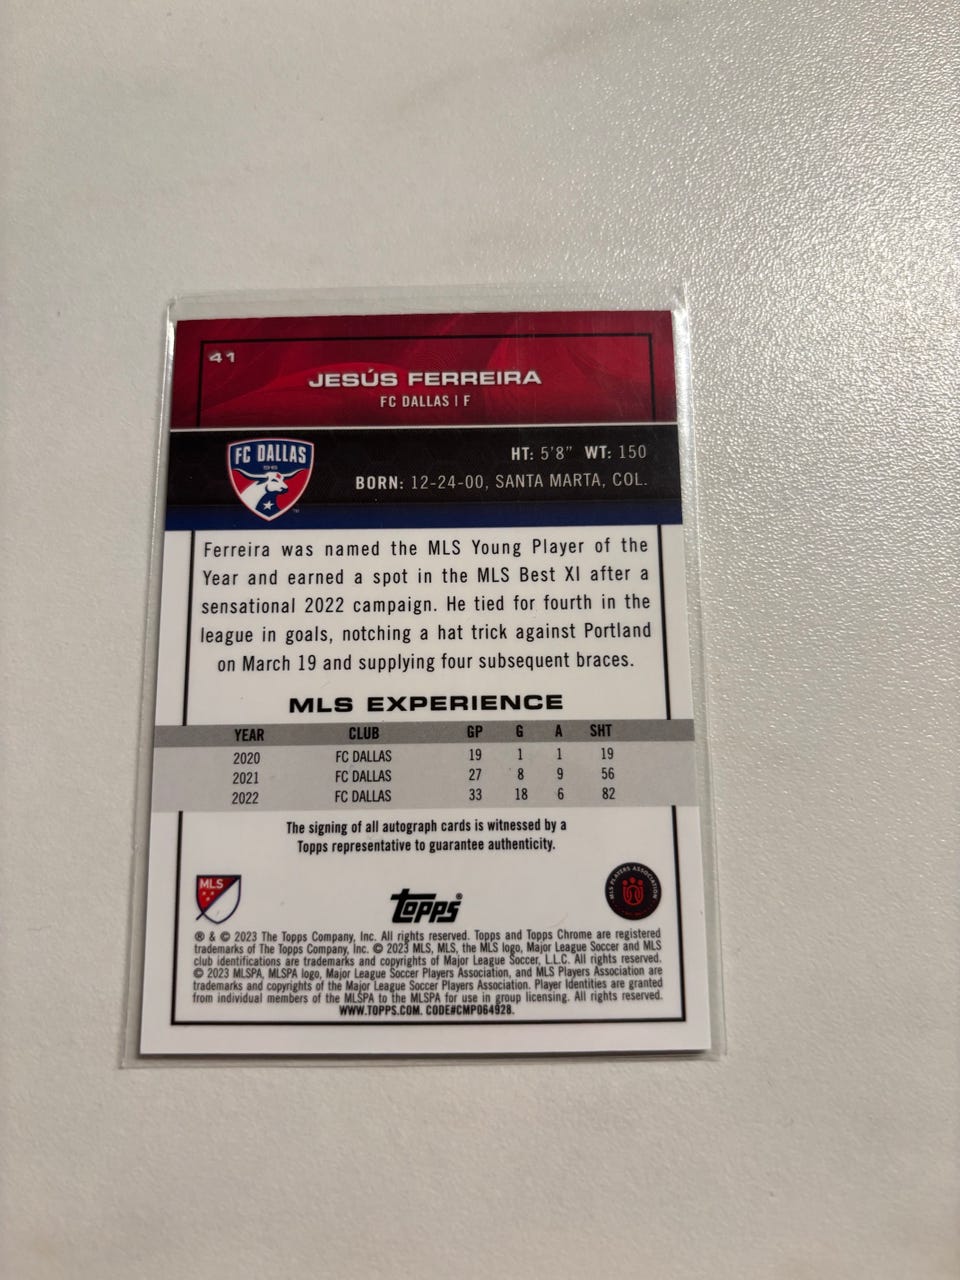 41
JESÚS FERREIRA
FC DALLAS | F
FC DALLAS
96
™
HT: 5'8" WT: 150
BORN: 12-24-00, SANTA MARTA, COL.
Ferreira was named the MLS Young Player of the
Year and earned a spot in the MLS Best XI after a
sensational 2022 campaign. He tied for fourth in the
league in goals, notching a hat trick against Portland
on March 19 and supplying four subsequent braces.
MLS EXPERIENCE
YEAR CLUB GP G A SHT
2020 FC DALLAS 19 1 1 19
2021 FC DALLAS 27 8 9 56
2022 FC DALLAS 33 18 6 82
The signing of all autograph cards is witnessed by a
Topps representative to guarantee authenticity.
MLS
Topps®
MLS PLAYERS ASSOCIATION
® & © 2023 The Topps Company, Inc. All rights reserved. Topps and Topps Chrome are registered
trademarks of The Topps Company, Inc. © 2023 MLS, MLS, the MLS logo, Major League Soccer and MLS
club identifications are trademarks and copyrights of Major League Soccer, L.L.C. All rights reserved.
© 2023 MLSPA, MLSPA logo, Major League Soccer Players Association, and MLS Players Association are
trademarks and copyrights of the Major League Soccer Players Association. Player Identities are granted
from individual members of the MLSPA to the MLSPA for use in group licensing. All rights reserved.
WWW.TOPPS.COM. CODE#CMP064928.